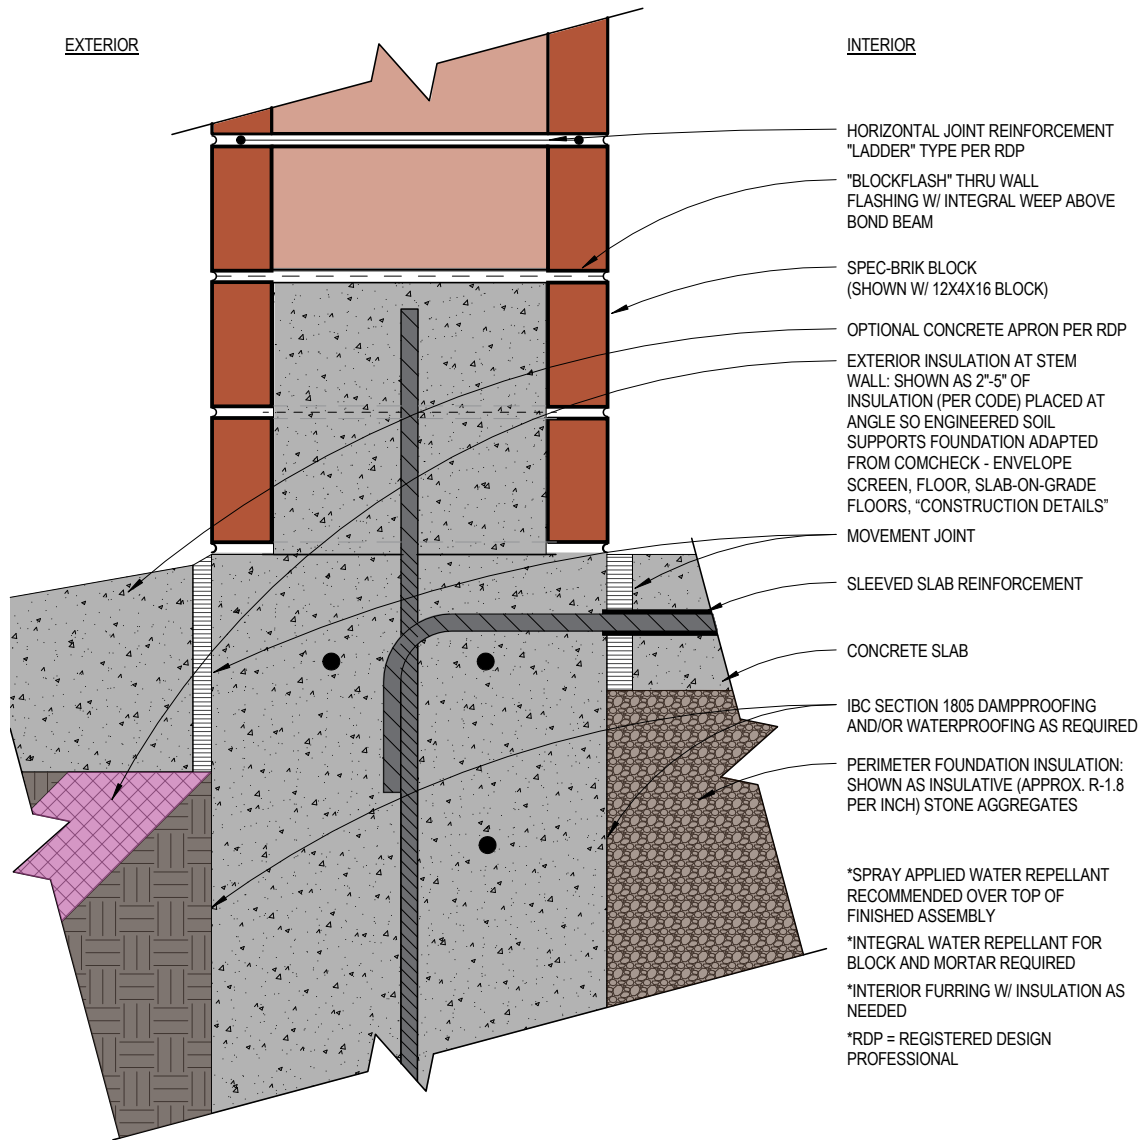 EXTERIOR
INTERIOR
HORIZONTAL JOINT REINFORCEMENT
"LADDER" TYPE PER RDP
"BLOCKFLASH" THRU WALL
FLASHING W/ INTEGRAL WEEP ABOVE
BOND BEAM
SPEC-BRIK BLOCK
(SHOWN W/ 12X4X16 BLOCK)
OPTIONAL CONCRETE APRON PER RDP
EXTERIOR INSULATION AT STEM
WALL: SHOWN AS 2"-5" OF
INSULATION (PER CODE) PLACED AT
ANGLE SO ENGINEERED SOIL
SUPPORTS FOUNDATION ADAPTED
FROM COMCHECK - ENVELOPE
SCREEN, FLOOR, SLAB-ON-GRADE
FLOORS, “CONSTRUCTION DETAILS”
MOVEMENT JOINT
SLEEVED SLAB REINFORCEMENT
CONCRETE SLAB
IBC SECTION 1805 DAMPPROOFING
AND/OR WATERPROOFING AS REQUIRED
PERIMETER FOUNDATION INSULATION:
SHOWN AS INSULATIVE (APPROX. R-1.8
PER INCH) STONE AGGREGATES
*SPRAY APPLIED WATER REPELLANT
RECOMMENDED OVER TOP OF
FINISHED ASSEMBLY
*INTEGRAL WATER REPELLANT FOR
BLOCK AND MORTAR REQUIRED
*INTERIOR FURRING W/ INSULATION AS
NEEDED
*RDP = REGISTERED DESIGN
PROFESSIONAL